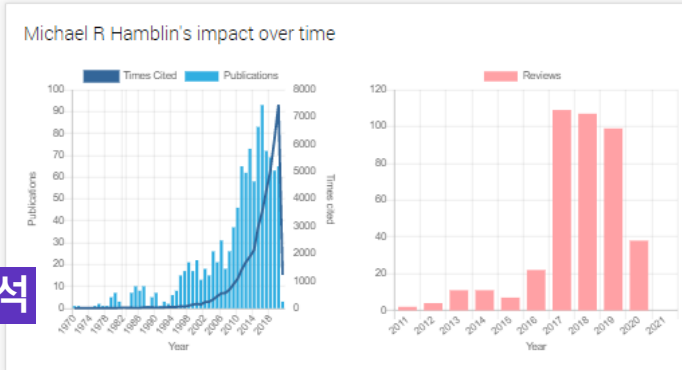 Michael R Hamblin's impact over time
Times Cited Publications
100 90 80 70 60 50 40 30 20 10 0
Publications
8000 7000 6000 5000 4000 3000 2000 1000 0
Times cited
1970 1974 1978 1982 1986 1990 1994 1998 2002 2006 2010 2014 2018
Year
Reviews
120 100 80 60 40 20 0
2011 2012 2013 2014 2015 2016 2017 2018 2019 2020 2021
Year
석